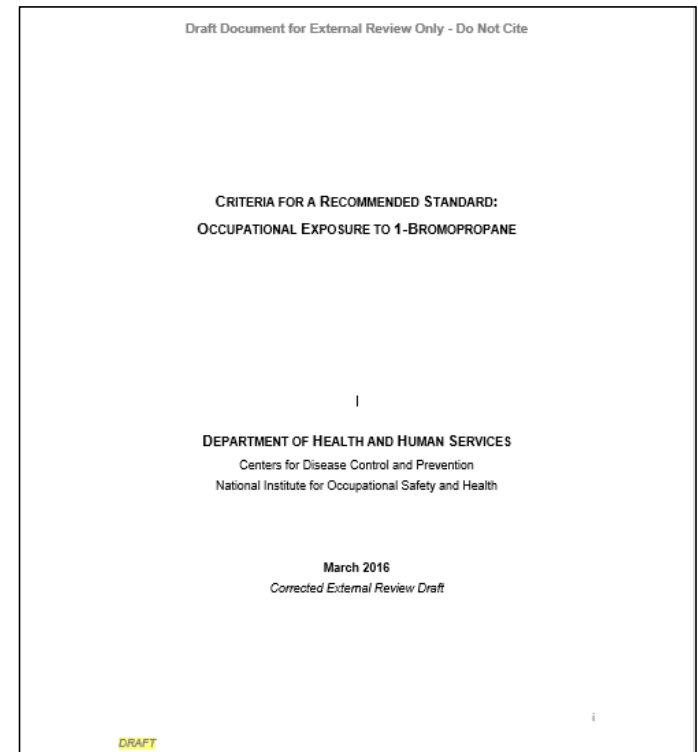 Draft Document for External Review Only - Do Not Cite
CRITERIA FOR A RECOMMENDED STANDARD:
OCCUPATIONAL EXPOSURE TO 1-BROMOPROPANE
I
DEPARTMENT OF HEALTH AND HUMAN SERVICES
Centers for Disease Control and Prevention
National Institute for Occupational Safety and Health
March 2016
Corrected External Review Draft
i
DRAFT